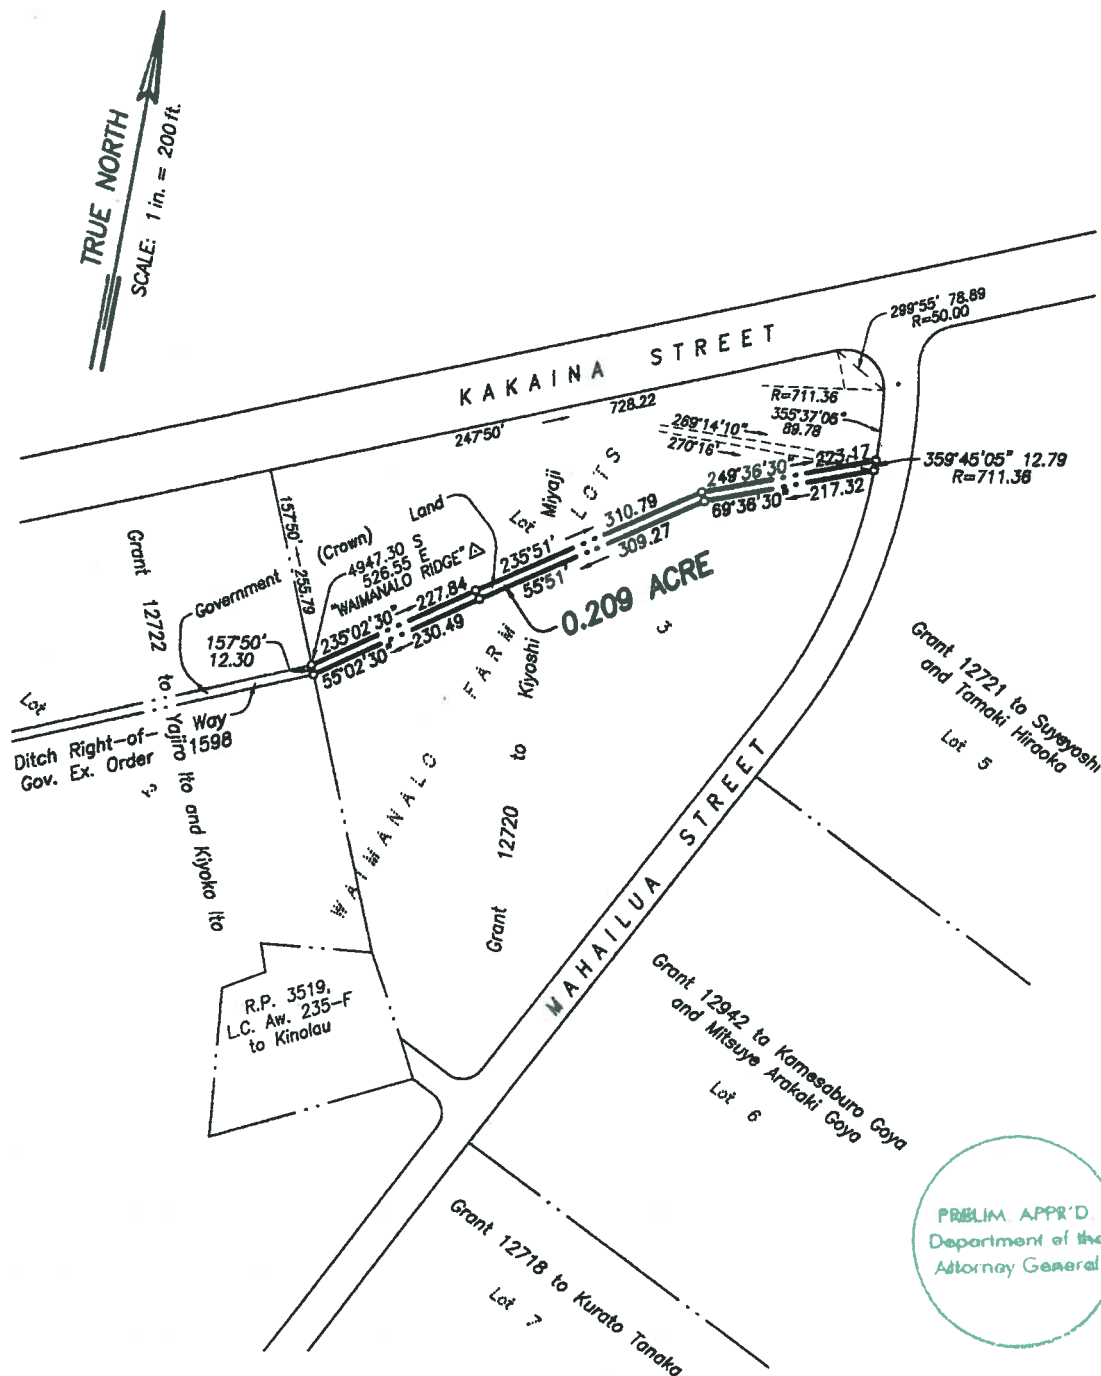 TRUE NORTH
SCALE: 1 in. = 200 ft.
KAKAINA STREET
299°55' 78.89
R=50.00
R=711.36
355°37'06"
89.78
247°50'
728.22
269°14'10"
270°16'
249°36'30"
223.17
359°45'05" 12.79
R=711.36
69°36'30"
217.32
Lot
Miyaji
LOTS
310.79
309.27
235°51'
55°51'
0.209 ACRE
Land
(Crown)
Government
4947.30 S
526.55 E
"WAIMANALO RIDGE"
157°50'
255.79
235°02'30"
227.84
55°02'30"
230.49
157°50'
12.30
Grant 12722 to Yajiro Ito and Kiyoko Ito
Lot
2
Ditch Right-of-Way
Gov. Ex. Order 1598
WAIMANALO FARM
3
Grant 12720 to Kiyoshi
Grant 12721 to Suyeyoshi
and Tamaki Hiraoka
Lot 5
MAHAILUA STREET
R.P. 3519,
L.C. Aw. 235-F
to Kinolau
Grant 12942 to Kamesaburo Goya
and Mitsuye Arakaki Goya
Lot 6
Grant 12718 to Kurato Tanaka
Lot 7
PRELIM. APPR'D.
Department of the
Attorney General